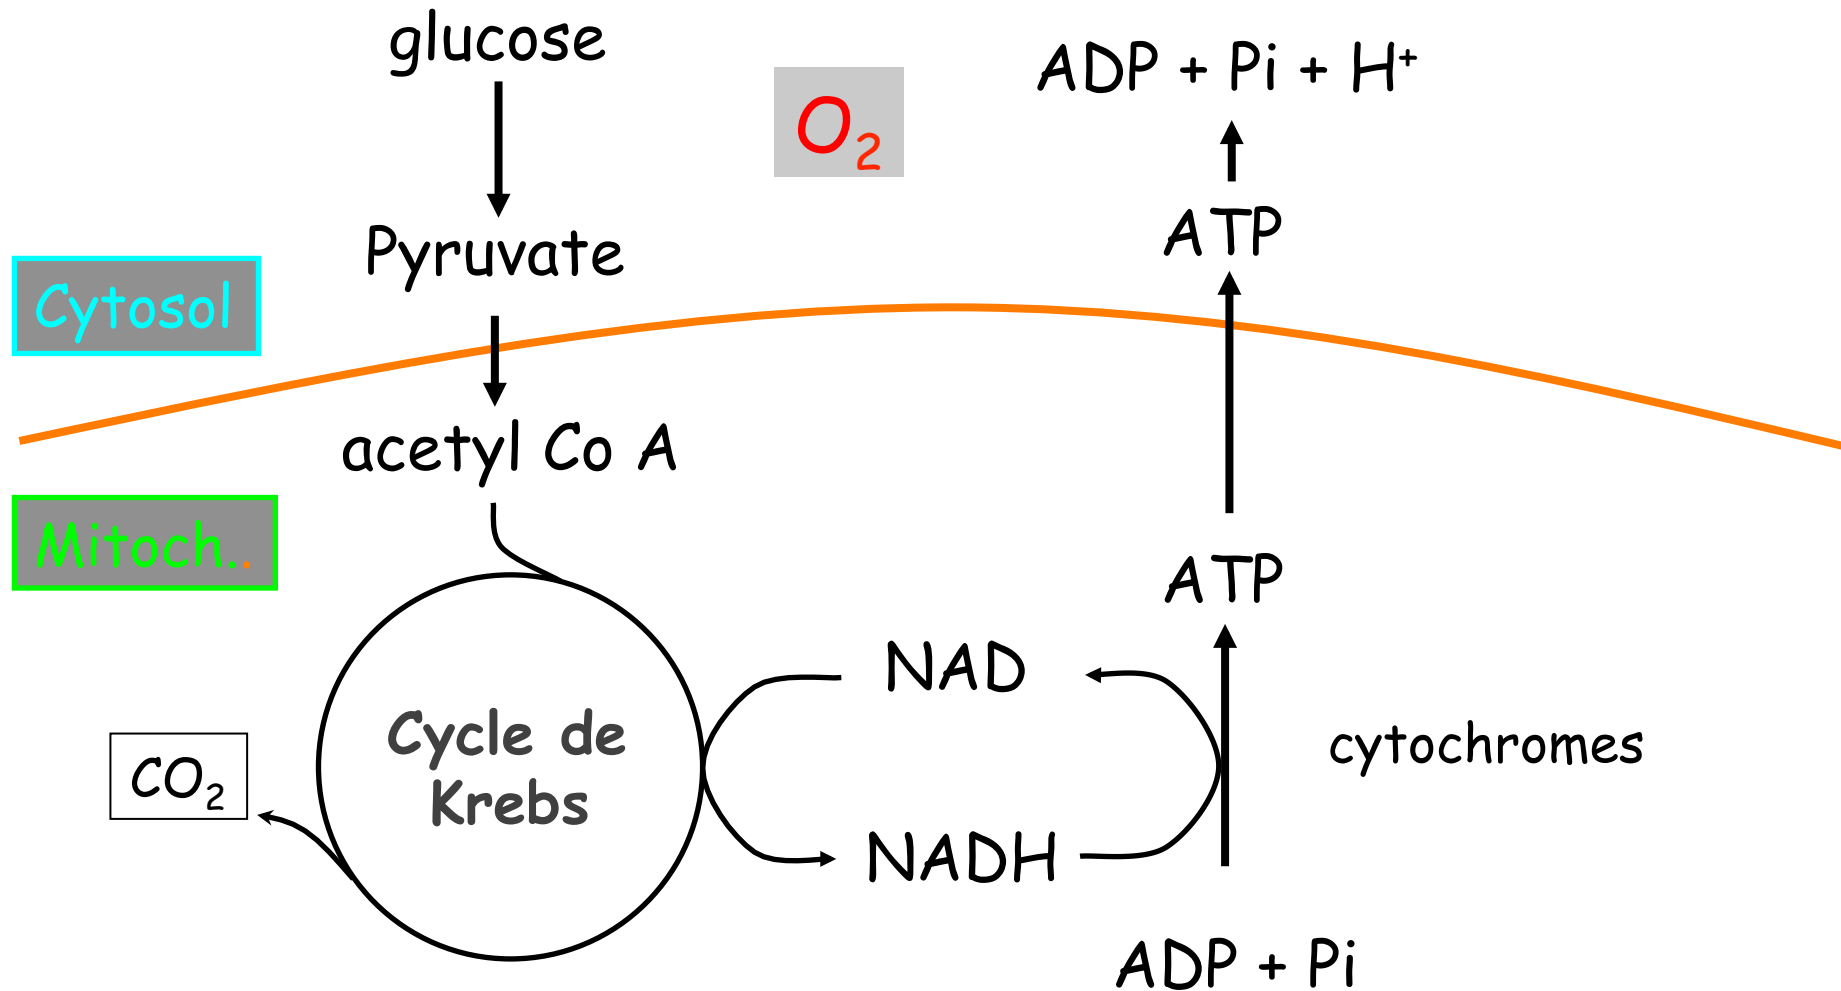 glucose
O₂
ADP + Pi + H⁺
ATP
Pyruvate
Cytosol
acetyl Co A
Mitoch..
ATP
NAD
Cycle de
Krebs
cytochromes
CO₂
NADH
ADP + Pi